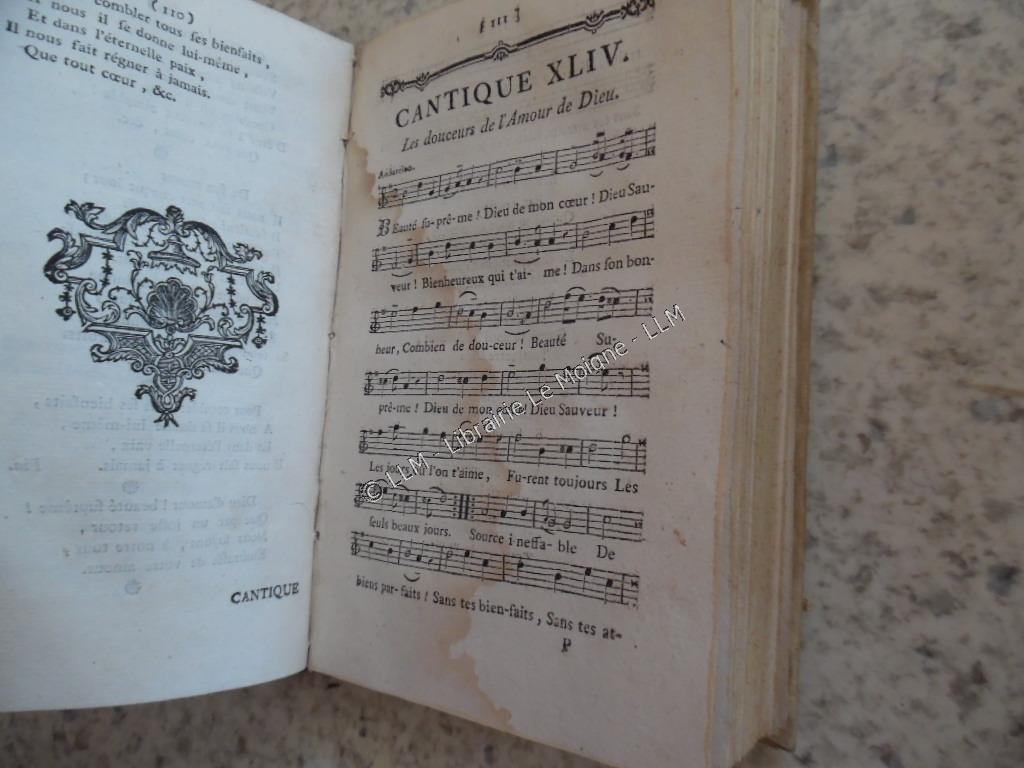 ( 110 )
combler tous ses bienfaits,
nous il se donne lui-même,
Et dans l'éternelle paix,
Il nous fait régner à jamais.
Que tout cœur, &c.
CANTIQUE
( 111 )
CANTIQUE XLIV.
Les douceurs de l'Amour de Dieu.
Andantino.
BEauté su-prê-me ! Dieu de mon cœur ! Dieu Sau-
veur ! Bienheureux qui t'ai- me ! Dans son bon-
heur, Combien de dou-ceur ! Beauté Su-
prê-me ! Dieu de mon Dieu Sauveur !
Les l'on t'aime, Fu-rent toujours Les
seuls beaux jours. Source i-neffa- ble De
biens par-faits ! Sans tes bien-faits, Sans tes at-
P
© LLM - Librairie Le Moigne - LLM